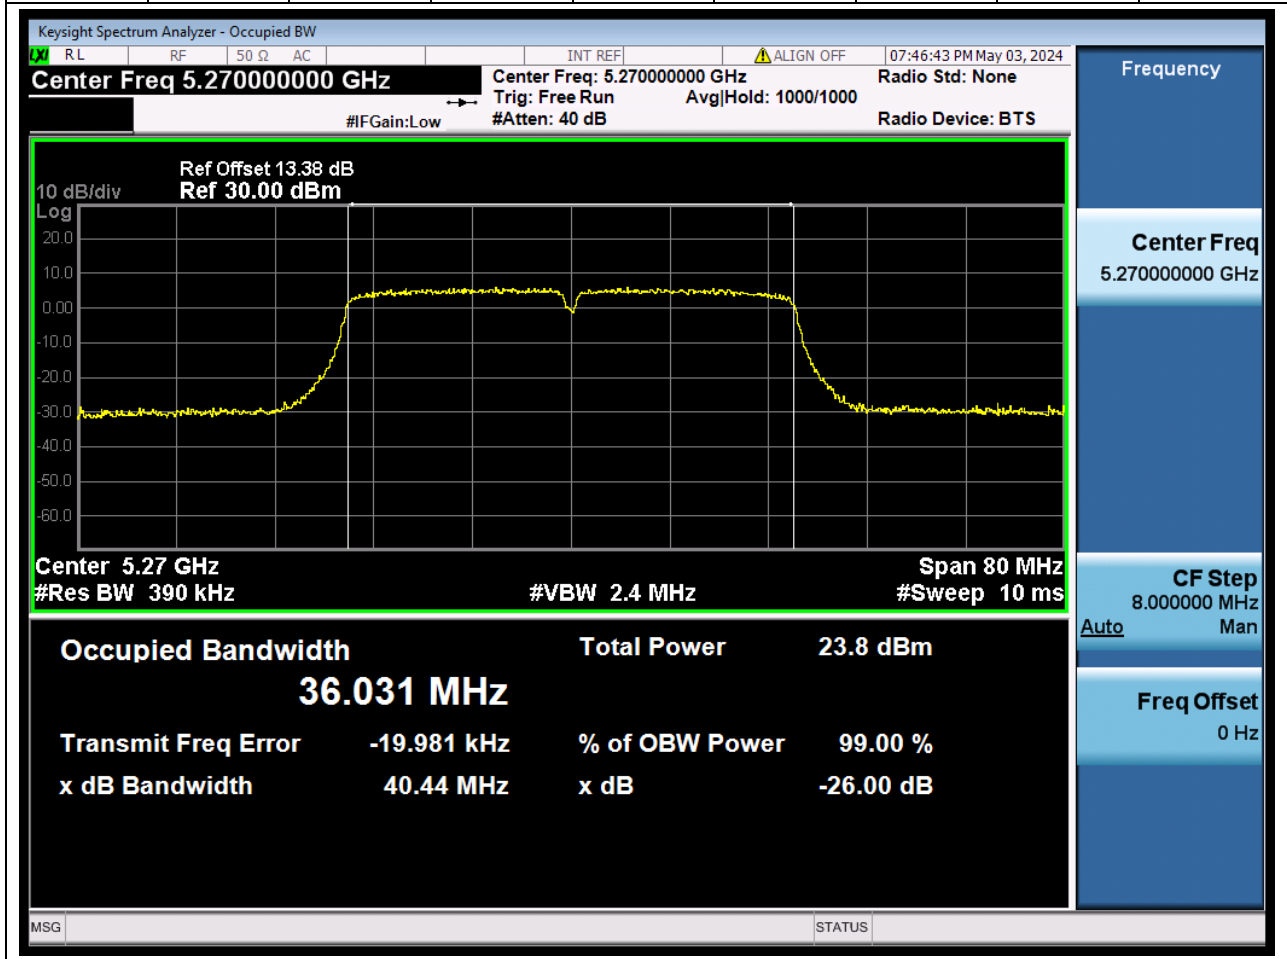 Keysight Spectrum Analyzer - Occupied BW
LXI RL RF 50 Ω AC INT REF ALIGN OFF 07:46:43 PM May 03, 2024
Center Freq 5.270000000 GHz
Center Freq: 5.270000000 GHz
Radio Std: None
Trig: Free Run Avg|Hold: 1000/1000
#IFGain:Low
#Atten: 40 dB
Radio Device: BTS
Ref Offset 13.38 dB
10 dB/div Ref 30.00 dBm
Log
20.0
10.0
0.00
-10.0
-20.0
-30.0
-40.0
-50.0
-60.0
Center 5.27 GHz Span 80 MHz
#Res BW 390 kHz #VBW 2.4 MHz #Sweep 10 ms
Occupied Bandwidth Total Power 23.8 dBm
36.031 MHz
Transmit Freq Error -19.981 kHz % of OBW Power 99.00 %
x dB Bandwidth 40.44 MHz x dB -26.00 dB
MSG STATUS
Frequency
Center Freq
5.270000000 GHz
CF Step
8.000000 MHz
Auto Man
Freq Offset
0 Hz